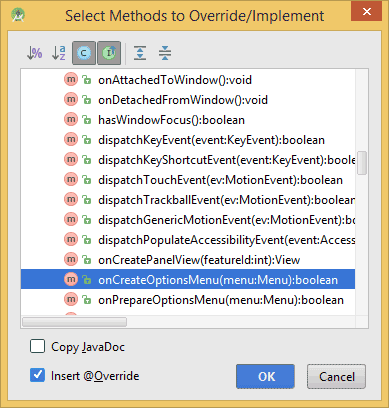 Select Methods to Override/Implement
onAttachedToWindow():void
onDetachedFromWindow():void
hasWindowFocus():boolean
dispatchKeyEvent(event:KeyEvent):boolean
dispatchKeyShortcutEvent(event:KeyEvent):boole
dispatchTouchEvent(ev:MotionEvent):boolean
dispatchTrackballEvent(ev:MotionEvent):boolea
dispatchGenericMotionEvent(ev:MotionEvent):bo
dispatchPopulateAccessibilityEvent(event:Access
onCreatePanelView(featureId:int):View
onCreateOptionsMenu(menu:Menu):boolean
onPrepareOptionsMenu(menu:Menu):boolean
Copy JavaDoc
Insert @Override
OK Cancel